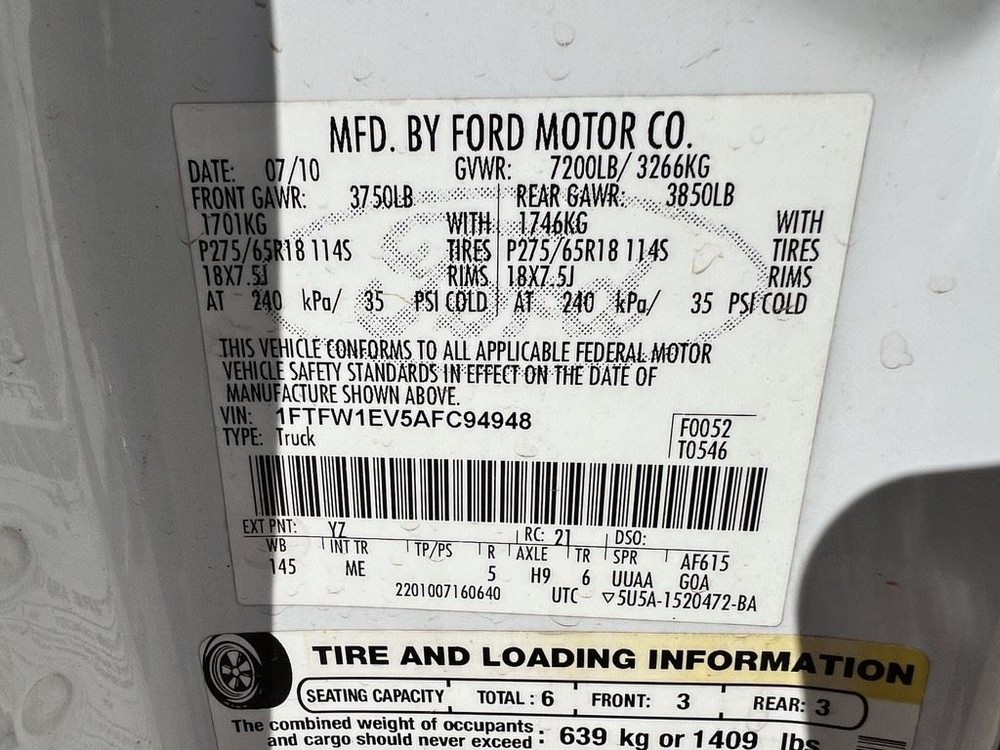 MFD. BY FORD MOTOR CO.
DATE: 07/10 GVWR: 7200LB/ 3266KG
FRONT GAWR: 3750LB REAR GAWR: 3850LB
1701KG WITH 1746KG WITH
P275/65R18 114S TIRES P275/65R18 114S TIRES
18X7.5J RIMS 18X7.5J RIMS
AT 240 kPa/ 35 PSI COLD AT 240 kPa/ 35 PSI COLD
THIS VEHICLE CONFORMS TO ALL APPLICABLE FEDERAL MOTOR
VEHICLE SAFETY STANDARDS IN EFFECT ON THE DATE OF
MANUFACTURE SHOWN ABOVE.
VIN: 1FTFW1EV5AFC94948
TYPE: Truck
F0052
T0546
EXT PNT: YZ RC: 21 DSO:
WB INT TR TP/PS R AXLE TR SPR AF615
145 ME 5 H9 6 UUAA GOA
2201007160640 UTC ▽5U5A-1520472-BA
TIRE AND LOADING INFORMATION
SEATING CAPACITY TOTAL : 6 FRONT: 3 REAR: 3
The combined weight of occupants
and cargo should never exceed : 639 kg or 1409 lbs